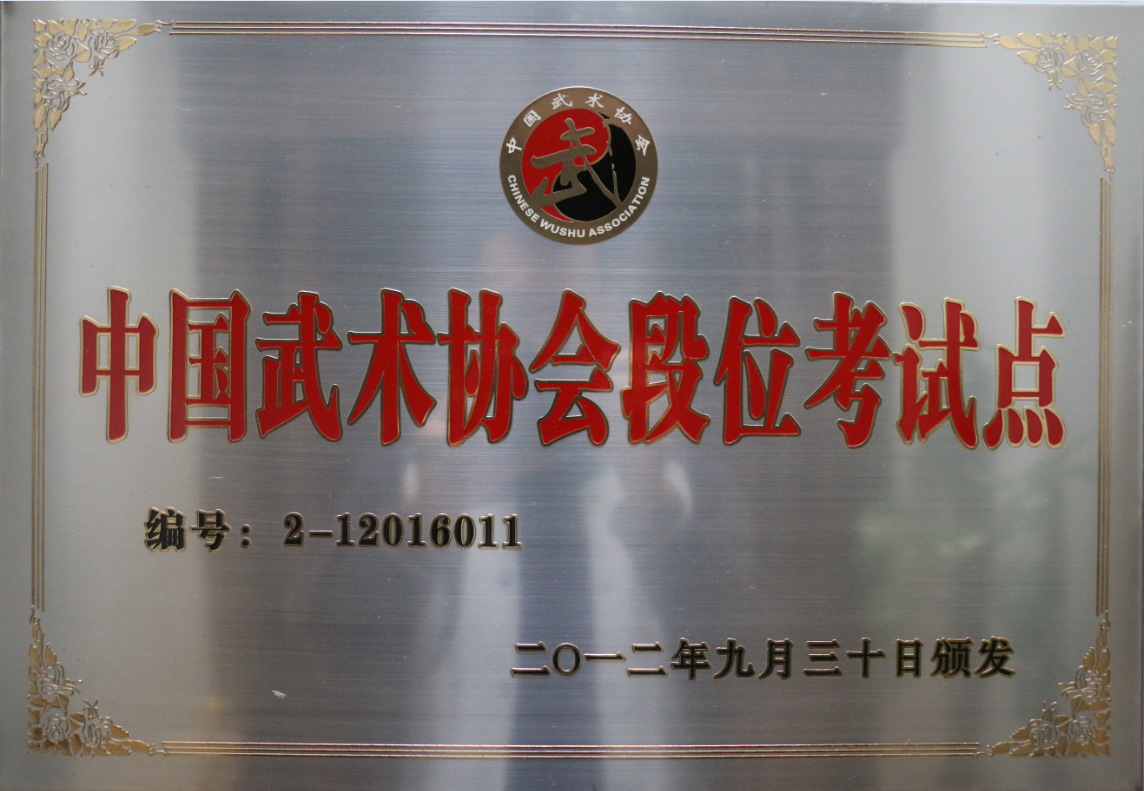 中国武术协会
武
CHINESE WUSHU ASSOCIATION
中国武术协会段位考试点
编号：2-12016011
二〇一二年九月三十日颁发